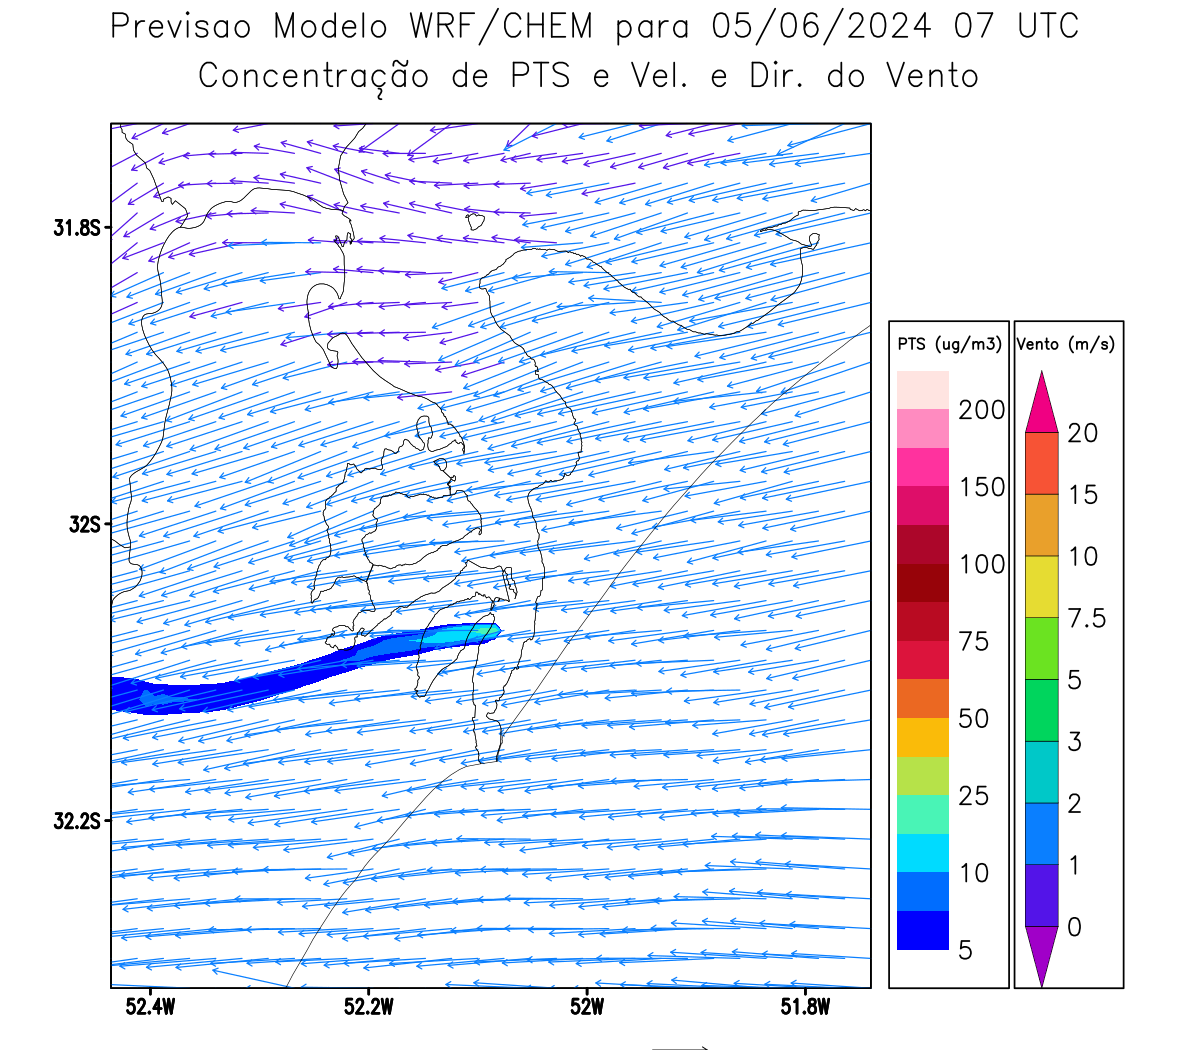 Previsao Modelo WRF/CHEM para 05/06/2024 07 UTC
Concentração de PTS e Vel. e Dir. do Vento
31.8S
32S
32.2S
52.4W 52.2W 52W 51.8W
PTS (ug/m3)
200
150
100
75
50
25
10
5
Vento (m/s)
20
15
10
7.5
5
3
2
1
0